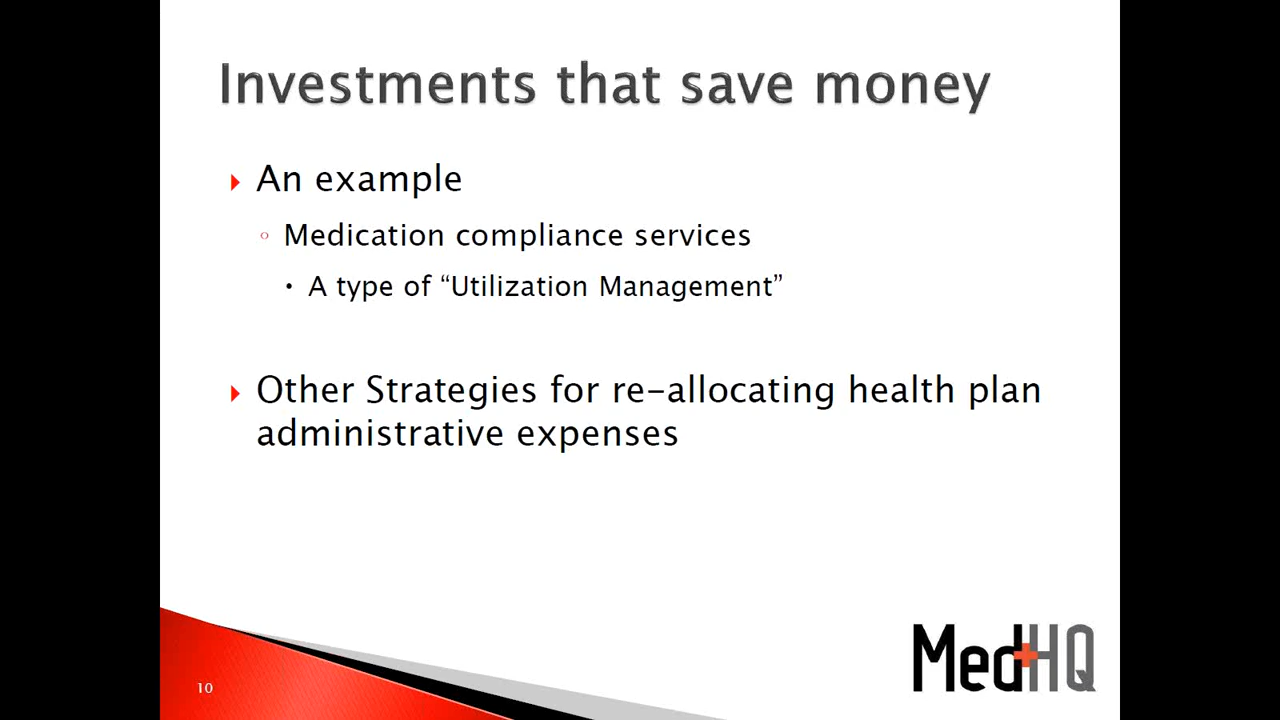 Investments that save money
An example
Medication compliance services
A type of “Utilization Management”
Other Strategies for re-allocating health plan
administrative expenses
10
MedHQ